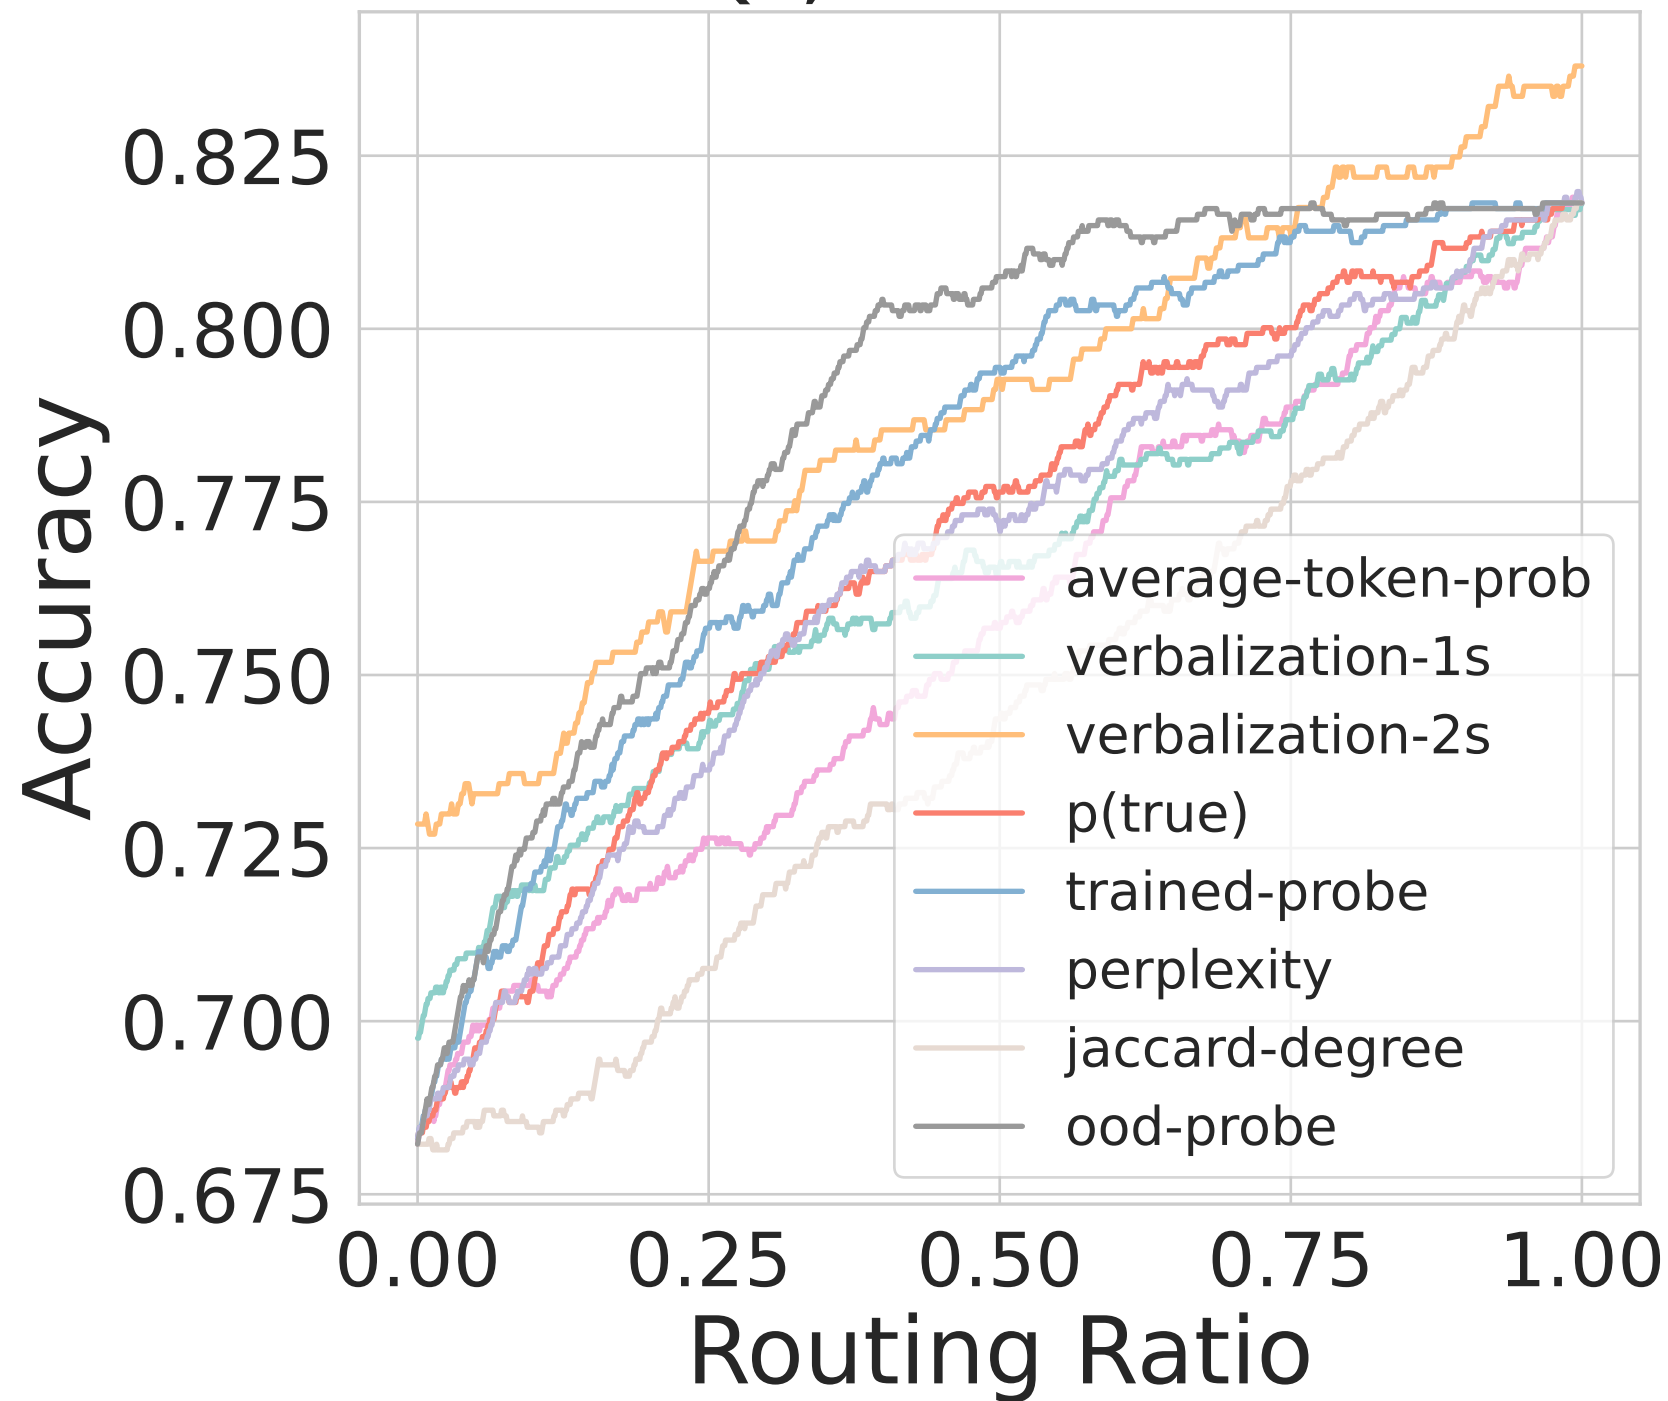 0.825
0.800
0.775
0.750
0.725
0.700
0.675
Accuracy
0.00 0.25 0.50 0.75 1.00
Routing Ratio
average-token-prob
verbalization-1s
verbalization-2s
p(true)
trained-probe
perplexity
jaccard-degree
ood-probe